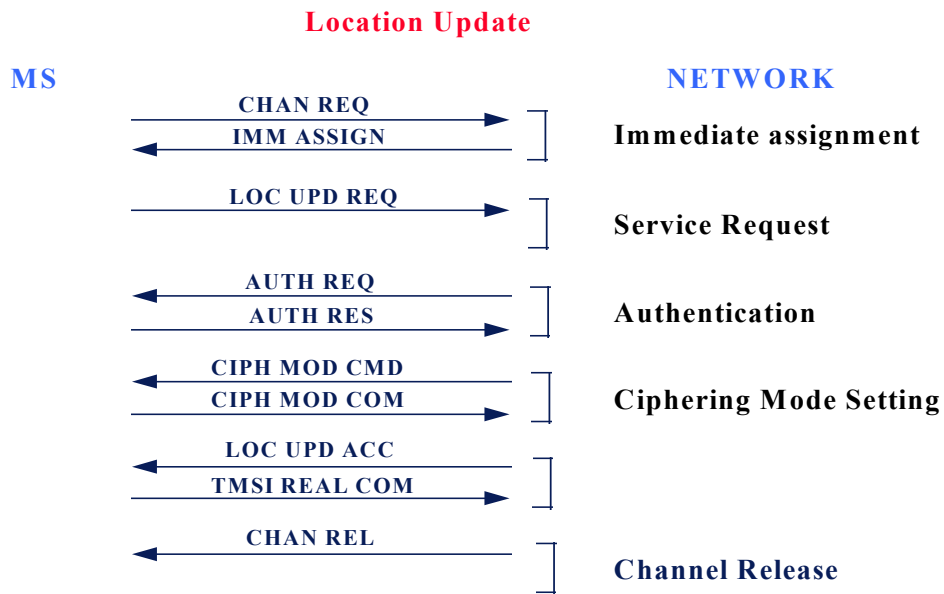 Location Update
MS NETWORK
CHAN REQ
IMM ASSIGN
Immediate assignment
LOC UPD REQ
Service Request
AUTH REQ
AUTH RES
Authentication
CIPH MOD CMD
CIPH MOD COM
Ciphering Mode Setting
LOC UPD ACC
TMSI REAL COM
CHAN REL
Channel Release